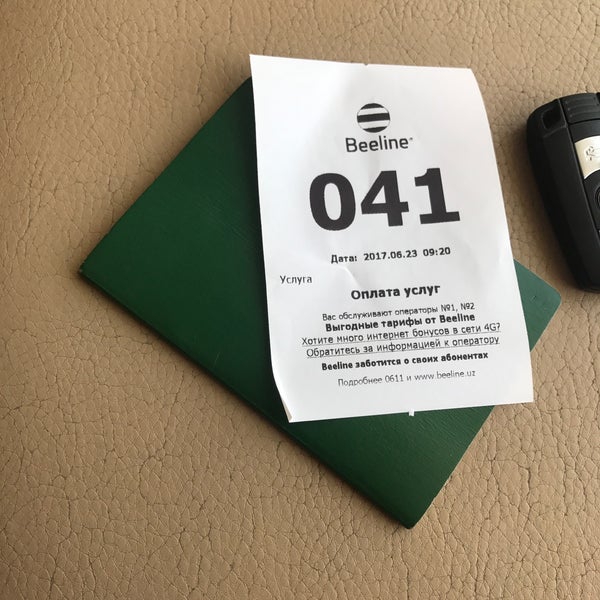 Beeline®
041
Дата: 2017.06.23 09:20
Услуга
Оплата услуг
Вас обслуживают операторы №1, №2
Выгодные тарифы от Beeline
Хотите много интернет бонусов в сети 4G?
Обратитесь за информацией к оператору
Beeline заботится о своих абонентах
Подробнее 0611 и www.beeline.uz